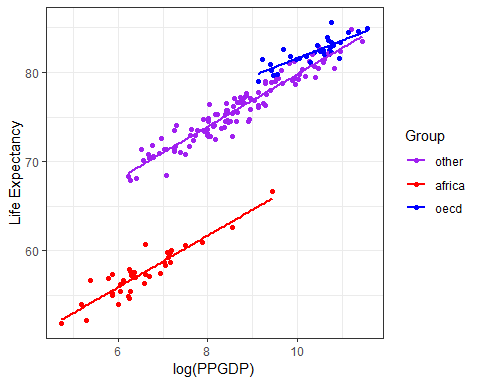 80
70
60
Life Expectancy
6
8
10
log(PPGDP)
Group
other
africa
oecd